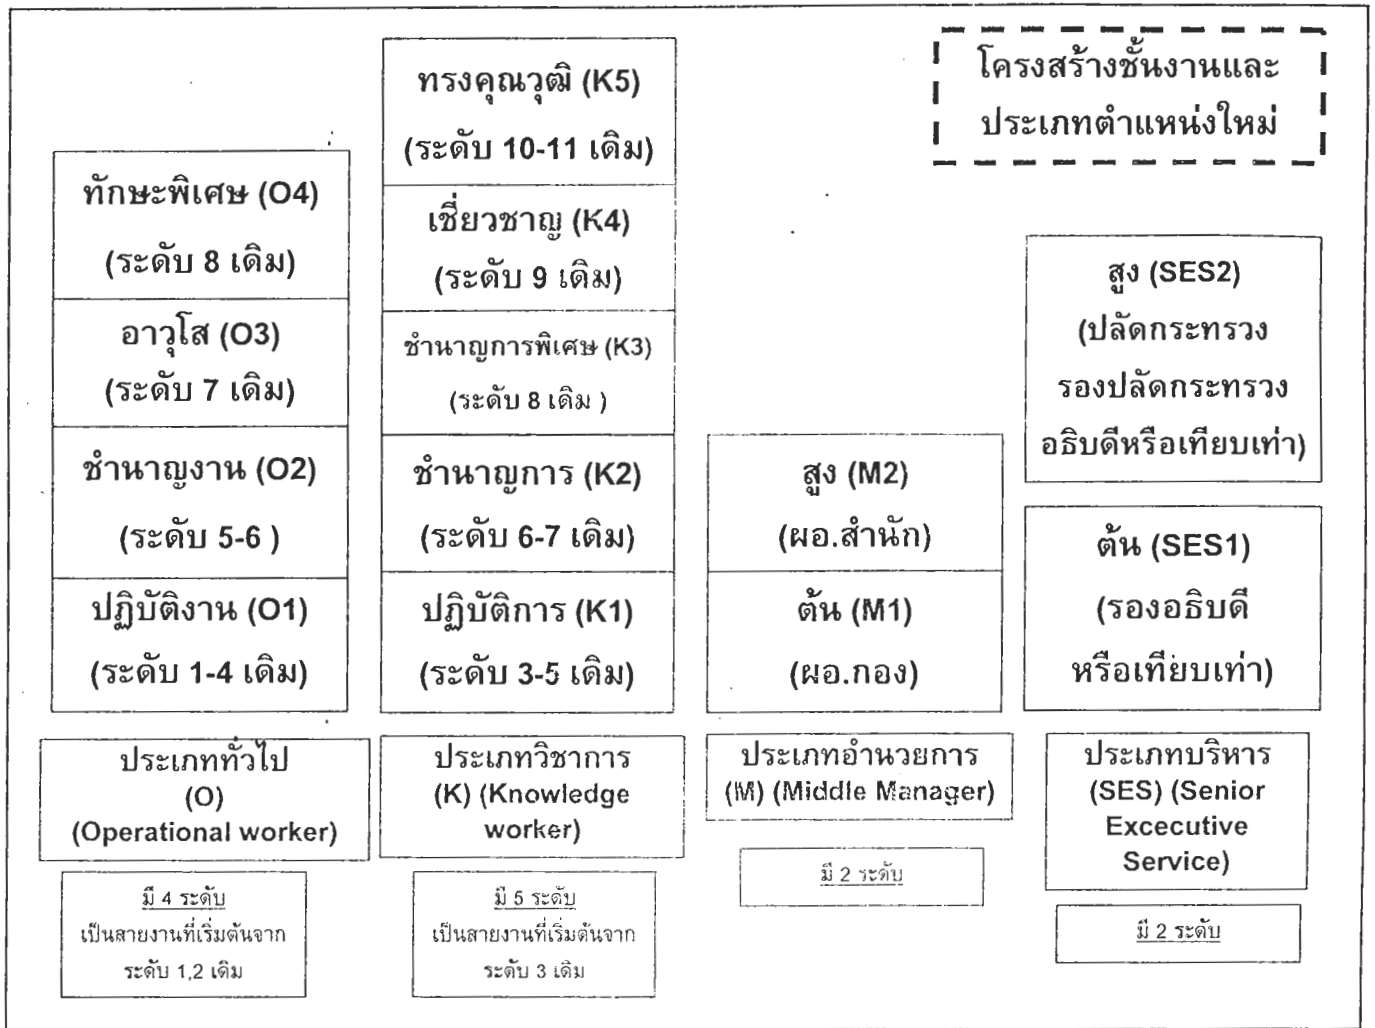 โครงสร้างชั้นงานและ
ประเภทตำแหน่งใหม่
ทักษะพิเศษ (O4)
(ระดับ 8 เดิม)
อาวุโส (O3)
(ระดับ 7 เดิม)
ชำนาญงาน (O2)
(ระดับ 5-6 )
ปฏิบัติงาน (O1)
(ระดับ 1-4 เดิม)
ประเภททั่วไป
(O)
(Operational worker)
มี 4 ระดับ
เป็นสายงานที่เริ่มต้นจาก
ระดับ 1,2 เดิม
ทรงคุณวุฒิ (K5)
(ระดับ 10-11 เดิม)
เชี่ยวชาญ (K4)
(ระดับ 9 เดิม)
ชำนาญการพิเศษ (K3)
(ระดับ 8 เดิม )
ชำนาญการ (K2)
(ระดับ 6-7 เดิม)
ปฏิบัติการ (K1)
(ระดับ 3-5 เดิม)
ประเภทวิชาการ
(K) (Knowledge
worker)
มี 5 ระดับ
เป็นสายงานที่เริ่มต้นจาก
ระดับ 3 เดิม
สูง (M2)
(ผอ.สำนัก)
ต้น (M1)
(ผอ.กอง)
ประเภทอำนวยการ
(M) (Middle Manager)
มี 2 ระดับ
สูง (SES2)
(ปลัดกระทรวง
รองปลัดกระทรวง
อธิบดีหรือเทียบเท่า)
ต้น (SES1)
(รองอธิบดี
หรือเทียบเท่า)
ประเภทบริหาร
(SES) (Senior
Excecutive
Service)
มี 2 ระดับ